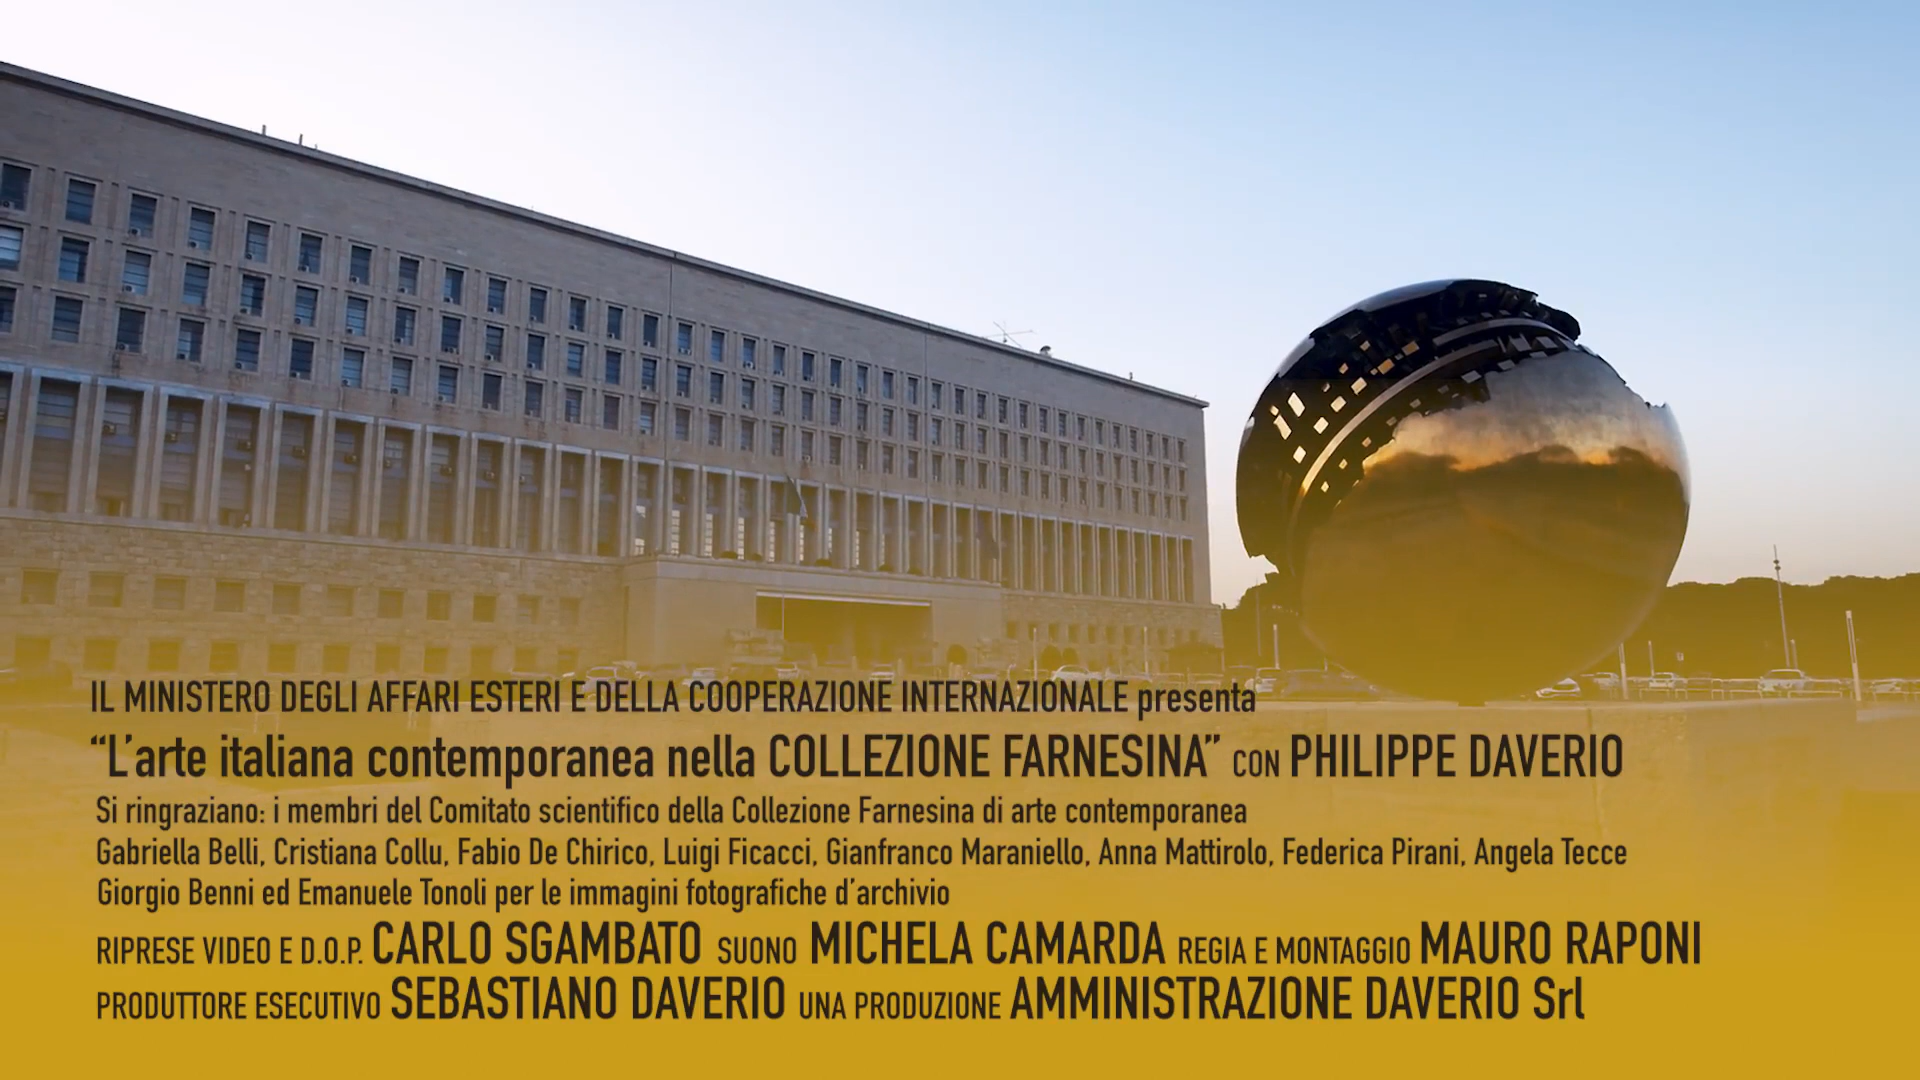 IL MINISTERO DEGLI AFFARI ESTERI E DELLA COOPERAZIONE INTERNAZIONALE presenta
“L’arte italiana contemporanea nella COLLEZIONE FARNESINA” CON PHILIPPE DAVERIO
Si ringraziano: i membri del Comitato scientifico della Collezione Farnesina di arte contemporanea
Gabriella Belli, Cristiana Collu, Fabio De Chirico, Luigi Ficacci, Gianfranco Maraniello, Anna Mattirolo, Federica Pirani, Angela Tecce
Giorgio Benni ed Emanuele Tonoli per le immagini fotografiche d’archivio
RIPRESE VIDEO E D.O.P. CARLO SGAMBATO SUONO MICHELA CAMARDA REGIA E MONTAGGIO MAURO RAPONI
PRODUTTORE ESECUTIVO SEBASTIANO DAVERIO UNA PRODUZIONE AMMINISTRAZIONE DAVERIO Srl